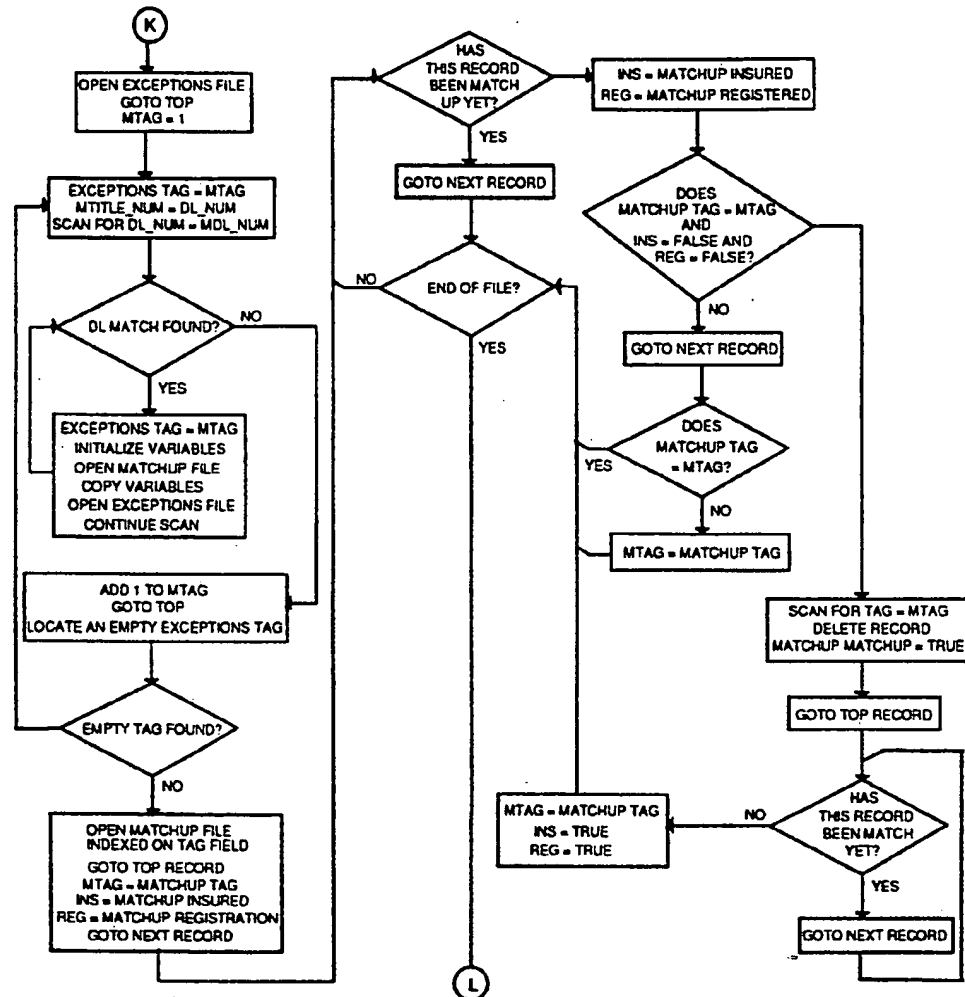 K
OPEN EXCEPTIONS FILE
GOTO TOP
MTAG = 1
EXCEPTIONS TAG = MTAG
MTITLE_NUM = DL_NUM
SCAN FOR DL_NUM = MDL_NUM
DL MATCH FOUND?
NO
YES
EXCEPTIONS TAG = MTAG
INITIALIZE VARIABLES
OPEN MATCHUP FILE
COPY VARIABLES
OPEN EXCEPTIONS FILE
CONTINUE SCAN
ADD 1 TO MTAG
GOTO TOP
LOCATE AN EMPTY EXCEPTIONS TAG
EMPTY TAG FOUND?
NO
OPEN MATCHUP FILE
INDEXED ON TAG FIELD
GOTO TOP RECORD
MTAG = MATCHUP TAG
INS = MATCHUP INSURED
REG = MATCHUP REGISTRATION
GOTO NEXT RECORD
HAS
THIS RECORD
BEEN MATCH
UP YET?
YES
GOTO NEXT RECORD
NO
END OF FILE?
YES
L
INS = MATCHUP INSURED
REG = MATCHUP REGISTERED
DOES
MATCHUP TAG = MTAG
AND
INS = FALSE AND
REG = FALSE?
NO
GOTO NEXT RECORD
DOES
MATCHUP TAG
= MTAG?
YES
NO
MTAG = MATCHUP TAG
SCAN FOR TAG = MTAG
DELETE RECORD
MATCHUP MATCHUP = TRUE
GOTO TOP RECORD
HAS
THIS RECORD
BEEN MATCH
YET?
NO
YES
GOTO NEXT RECORD
MTAG = MATCHUP TAG
INS = TRUE
REG = TRUE